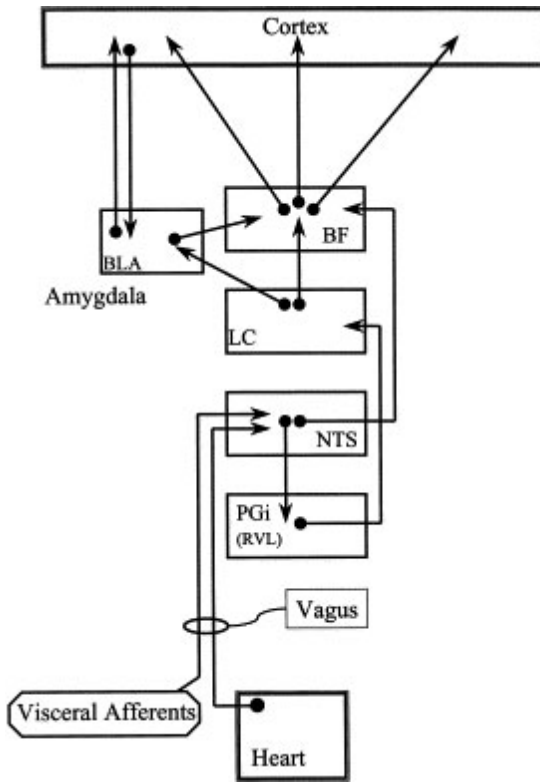 Cortex
BF
BLA
Amygdala
LC
NTS
PGi
(RVL)
Vagus
Visceral Afferents
Heart